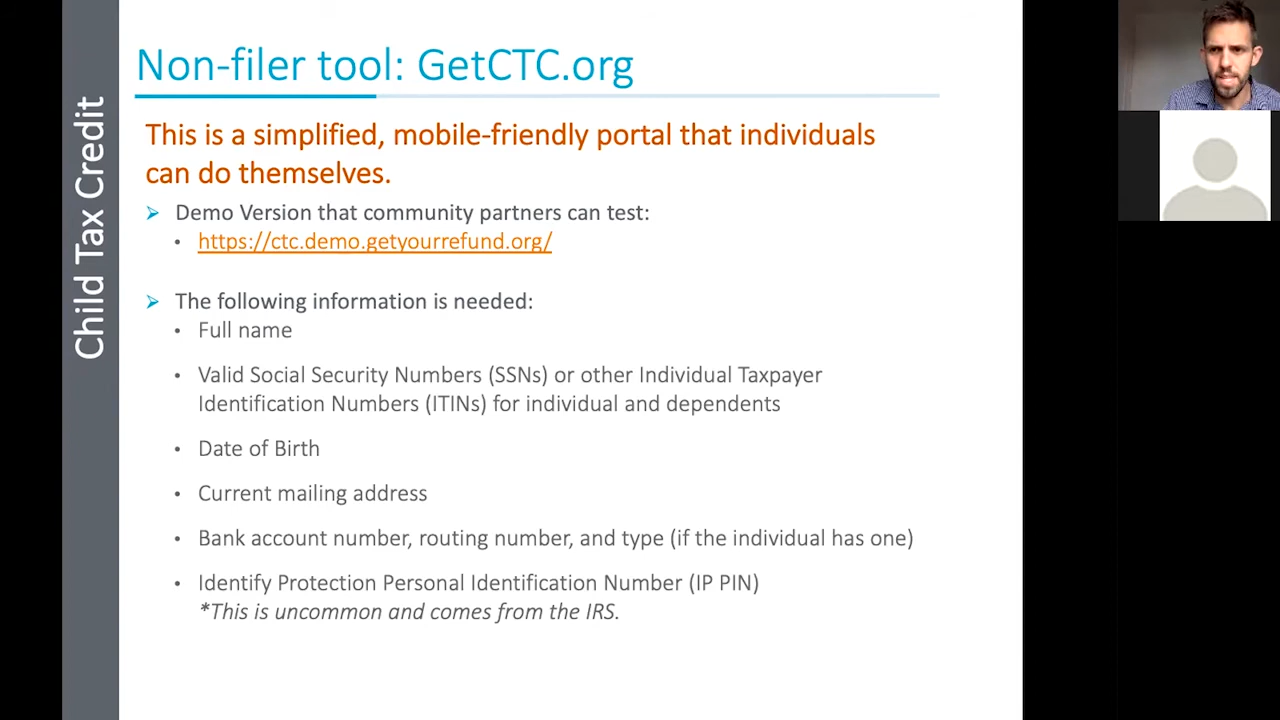 Child Tax Credit
Non-filer tool: GetCTC.org
This is a simplified, mobile-friendly portal that individuals
can do themselves.
Demo Version that community partners can test:
https://ctc.demo.getyourrefund.org/
The following information is needed:
Full name
Valid Social Security Numbers (SSNs) or other Individual Taxpayer
Identification Numbers (ITINs) for individual and dependents
Date of Birth
Current mailing address
Bank account number, routing number, and type (if the individual has one)
Identify Protection Personal Identification Number (IP PIN)
*This is uncommon and comes from the IRS.